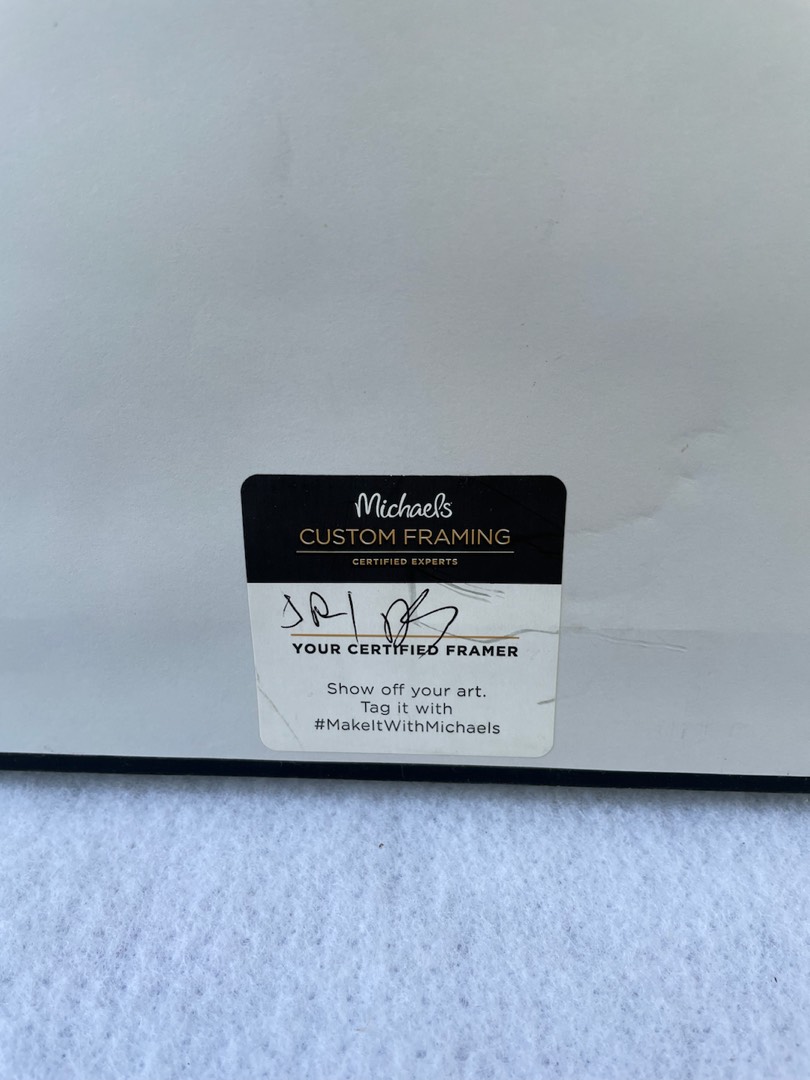 Michaels
CUSTOM FRAMING
CERTIFIED EXPERTS
YOUR CERTIFIED FRAMER
Show off your art.
Tag it with
#MakeItWithMichaels